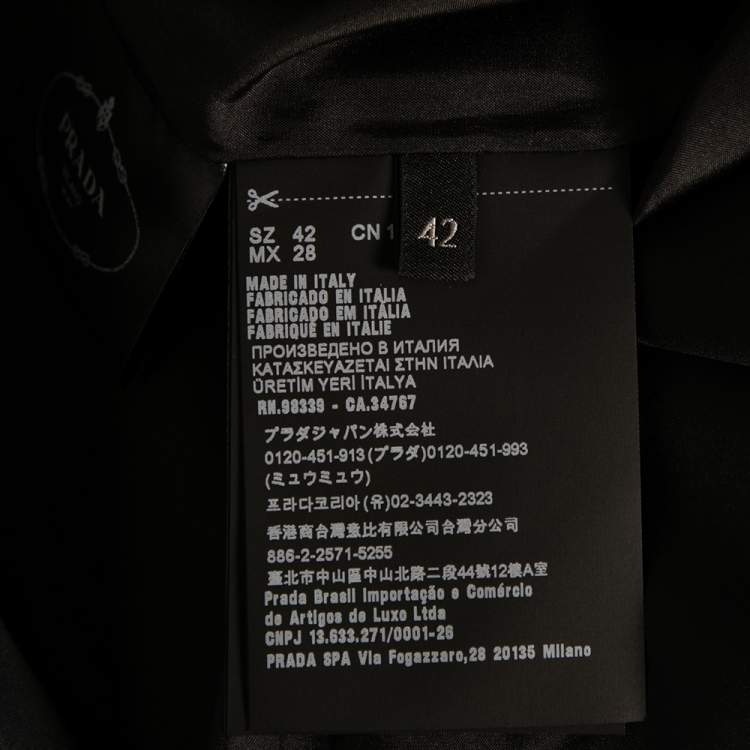 PRADA
SZ 42 CN 1
MX 28
42
MADE IN ITALY
FABRICADO EN ITALIA
FABRICADO EM ITÀLIA
FABRIQUÉ EN ITALIE
ПРОИЗВЕДЕНО В ИТАЛИЯ
ΚΑΤΑΣΚΕΥΑΖΕΤΑΙ ΣΤΗΝ ΙΤΑΛΙΑ
ÜRETİM YERİ İTALYA
RN.98339 - CA.34767
プラダジャパン株式会社
0120-451-913(プラダ)0120-451-993
(ミュウミュウ)
프라다코리아(유)02-3443-2323
香港商台灣意比有限公司台灣分公司
886-2-2571-5255
臺北市中山區中山北路二段44號12樓A室
Prada Brasil Importação e Comércio
de Artigos de Luxo Ltda
CNPJ 13.633.271/0001-26
PRADA SPA Via Fogazzaro,28 20135 Milano